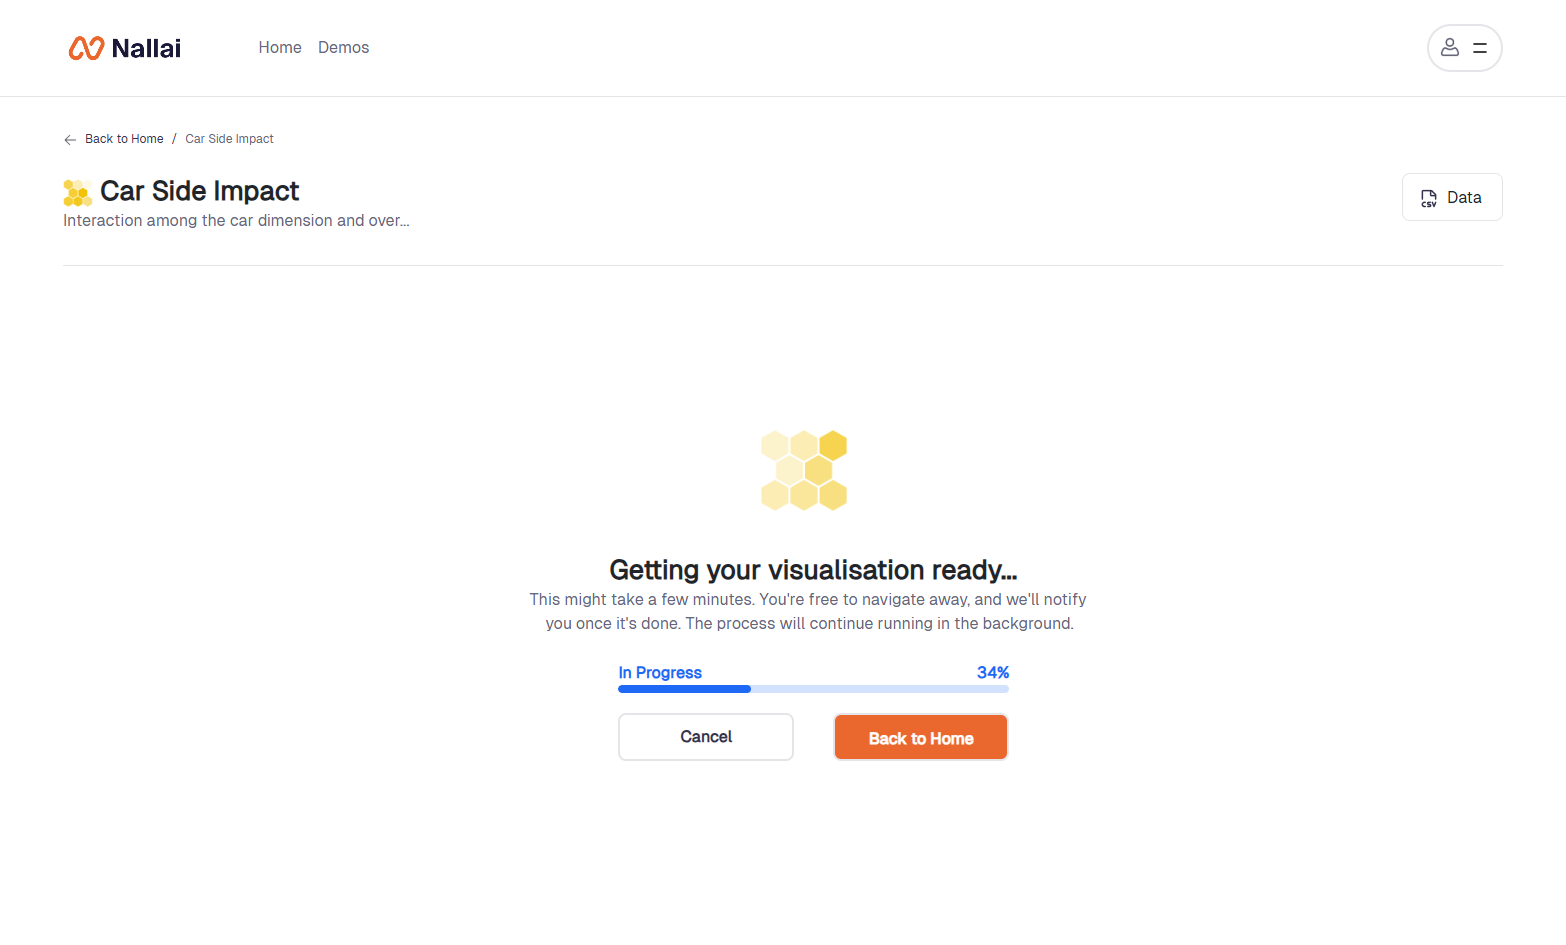 Nallai
Home
Demos
Back to Home / Car Side Impact
Car Side Impact
Interaction among the car dimension and over...
CSV
Data
Getting your visualisation ready...
This might take a few minutes. You're free to navigate away, and we'll notify
you once it's done. The process will continue running in the background.
In Progress
34%
Cancel
Back to Home